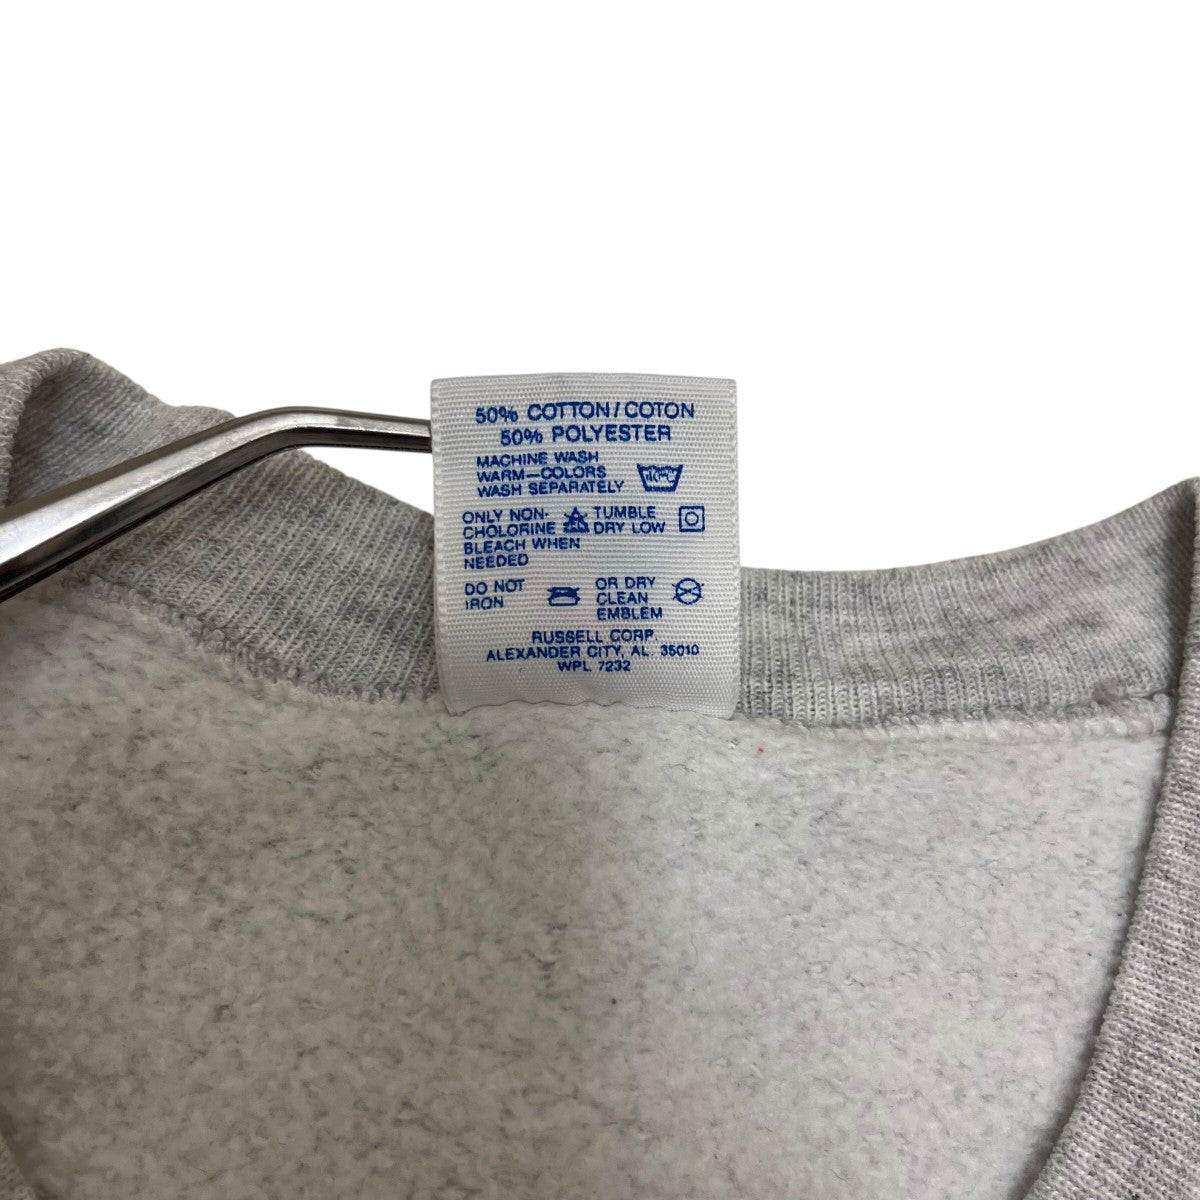 50% COTTON/COTON
50% POLYESTER
MACHINE WASH
WARM-COLORS
WASH SEPARATELY
ONLY NON-
CHOLORINE
BLEACH WHEN
NEEDED
TUMBLE
DRY LOW
DO NOT
IRON
OR DRY
CLEAN
EMBLEM
RUSSELL CORP.
ALEXANDER CITY, AL. 35010
WPL 7232